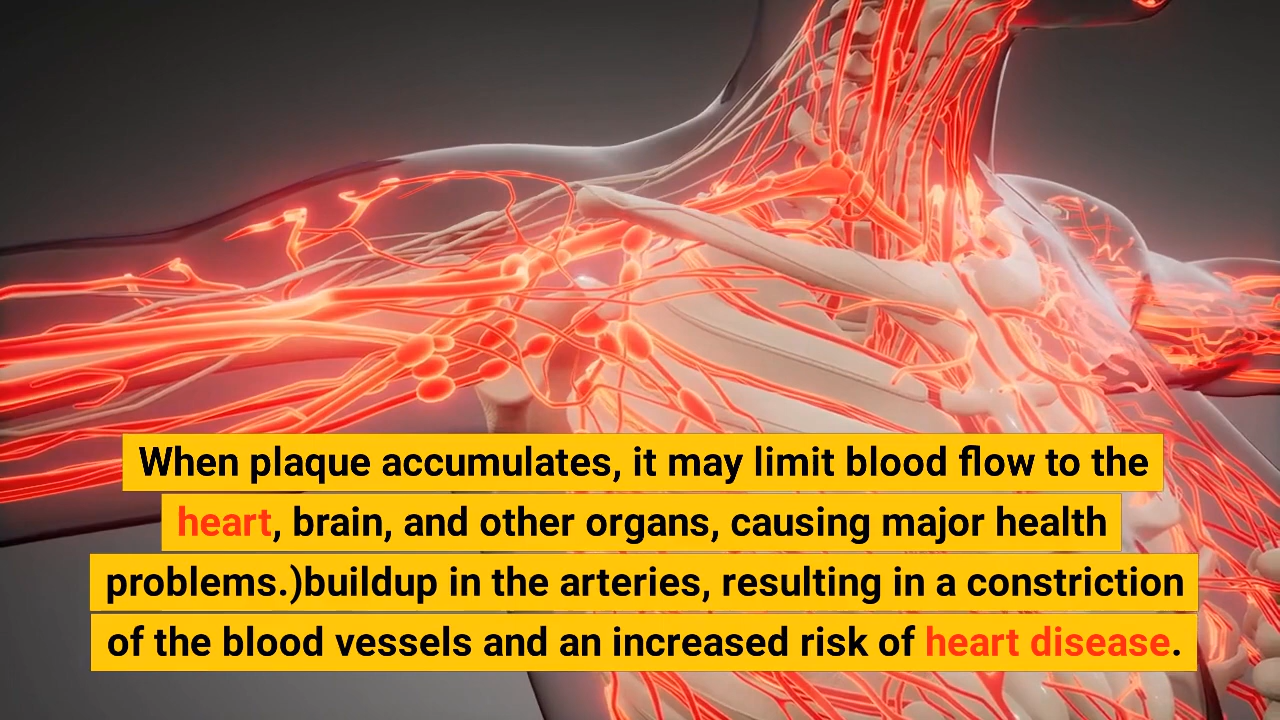 When plaque accumulates, it may limit blood flow to the
heart, brain, and other organs, causing major health
problems.)buildup in the arteries, resulting in a constriction
of the blood vessels and an increased risk of heart disease.